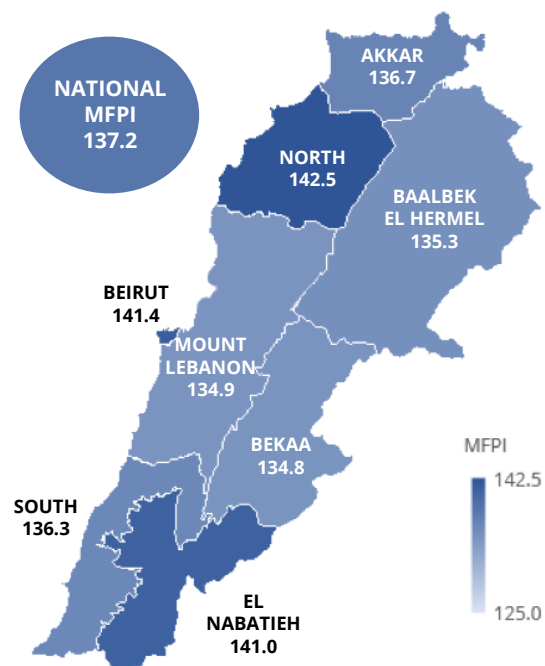 NATIONAL
MFPI
137.2
AKKAR
136.7
NORTH
142.5
BAALBEK
EL HERMEL
135.3
BEIRUT
141.4
MOUNT
LEBANON
134.9
BEKAA
134.8
SOUTH
136.3
EL
NABATIEH
141.0
MFPI
142.5
125.0